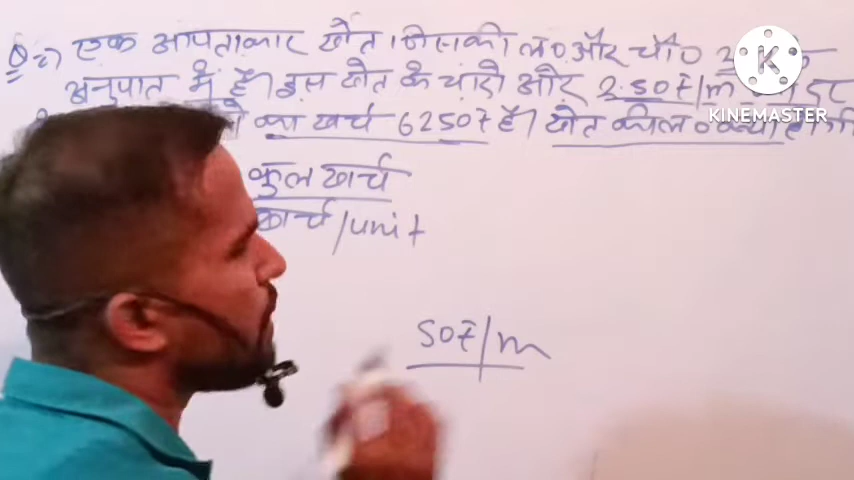 Q⇒ एक आयताकार खेत जिसकी ल० और चौ०
अनुपात में है। इस खेत के चारो ओर 2.50₹/m
का खर्च 6250₹ है। खेत की ल० क्या होगी
कुल खर्च
खर्च/unit
50₹/m
KINEMASTER